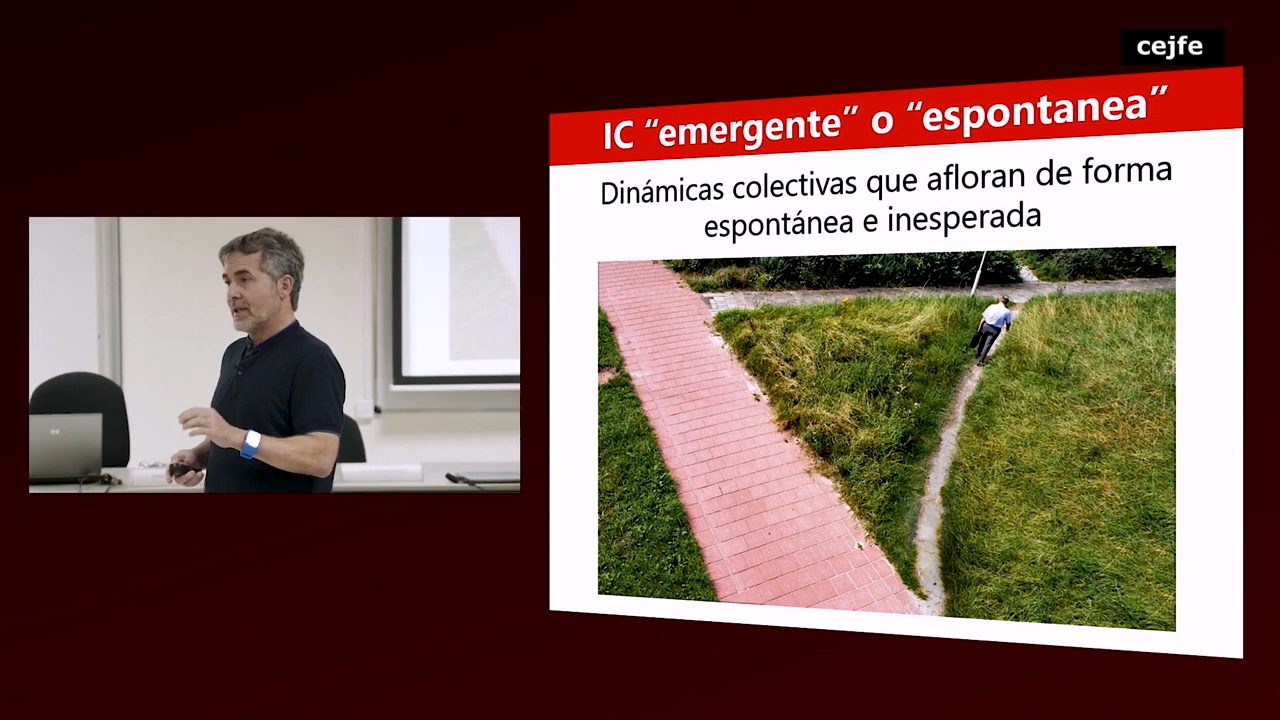 cejfe
IC “emergente” o “espontanea”
Dinámicas colectivas que afloran de forma
espontánea e inesperada